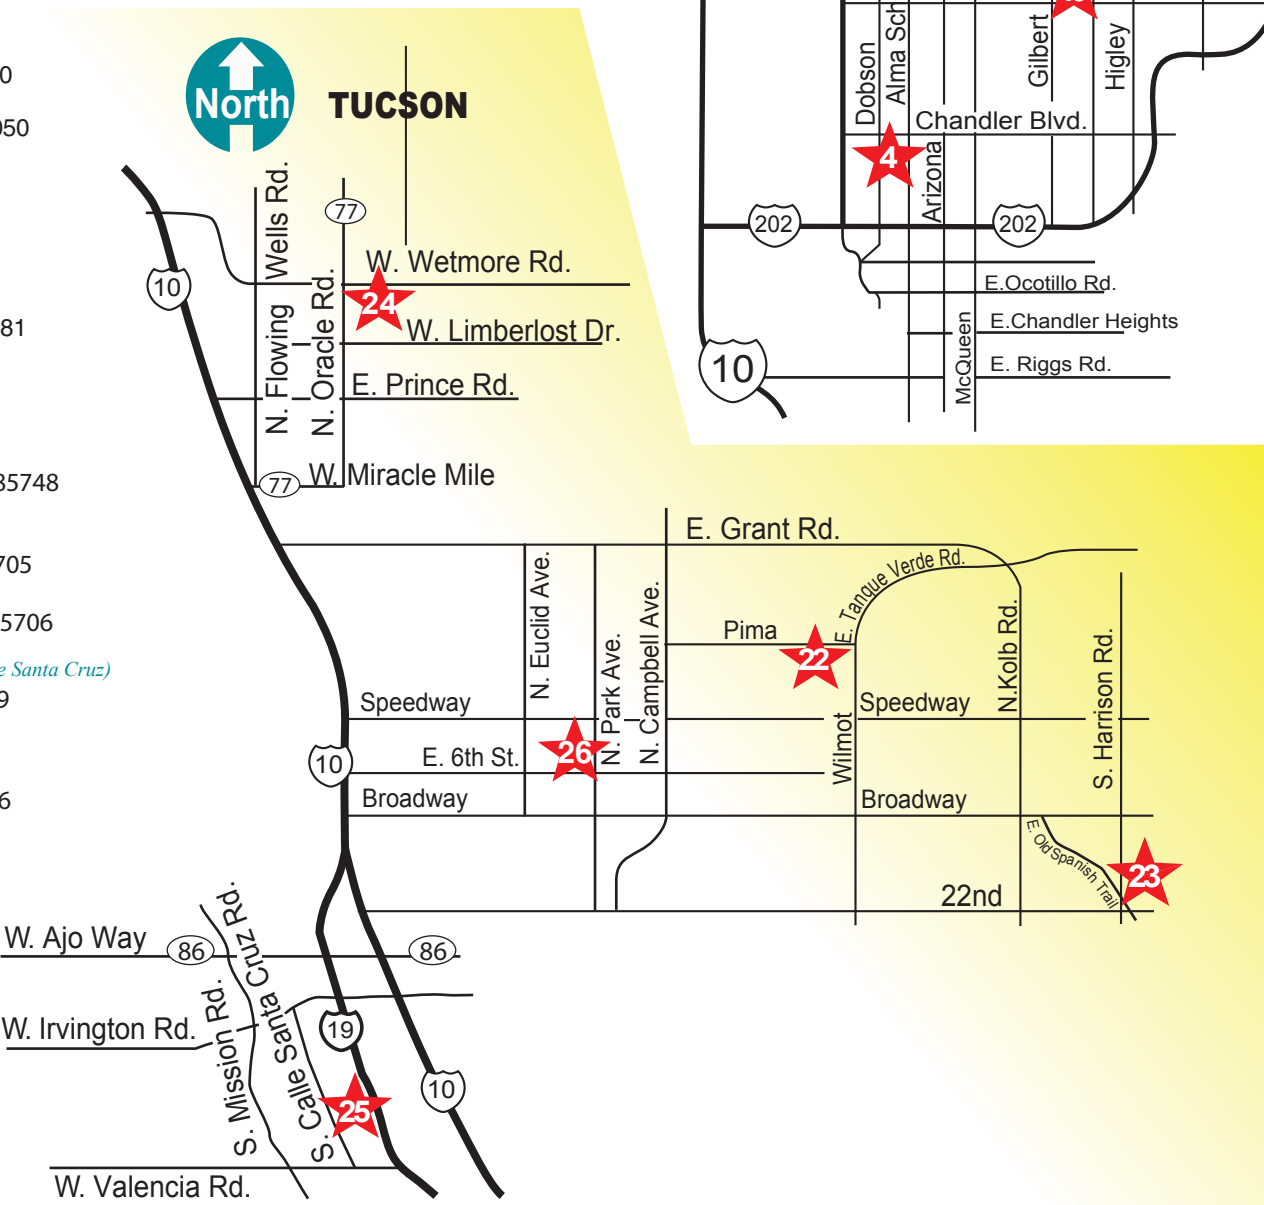 0
050
81
85748
705
5706
e Santa Cruz)
9
6
North
TUCSON
Wells Rd.
N. Flowing
77
N. Oracle Rd.
10
W. Wetmore Rd.
24
W. Limberlost Dr.
E. Prince Rd.
77
W. Miracle Mile
Dobson
Alma Sch
Gilbert
Higley
Chandler Blvd.
4
Arizona
202
202
E.Ocotillo Rd.
E.Chandler Heights
McQueen
E. Riggs Rd.
10
E. Grant Rd.
E. Tanque Verde Rd.
N. Euclid Ave.
N. Park Ave.
N. Campbell Ave.
Pima
22
N.Kolb Rd.
S. Harrison Rd.
Speedway
Speedway
Wilmot
E. 6th St.
26
10
Broadway
Broadway
E. Old Spanish Trail
23
22nd
W. Ajo Way
86
86
S. Calle Santa Cruz Rd.
S. Mission Rd.
W. Irvington Rd.
19
10
25
W. Valencia Rd.